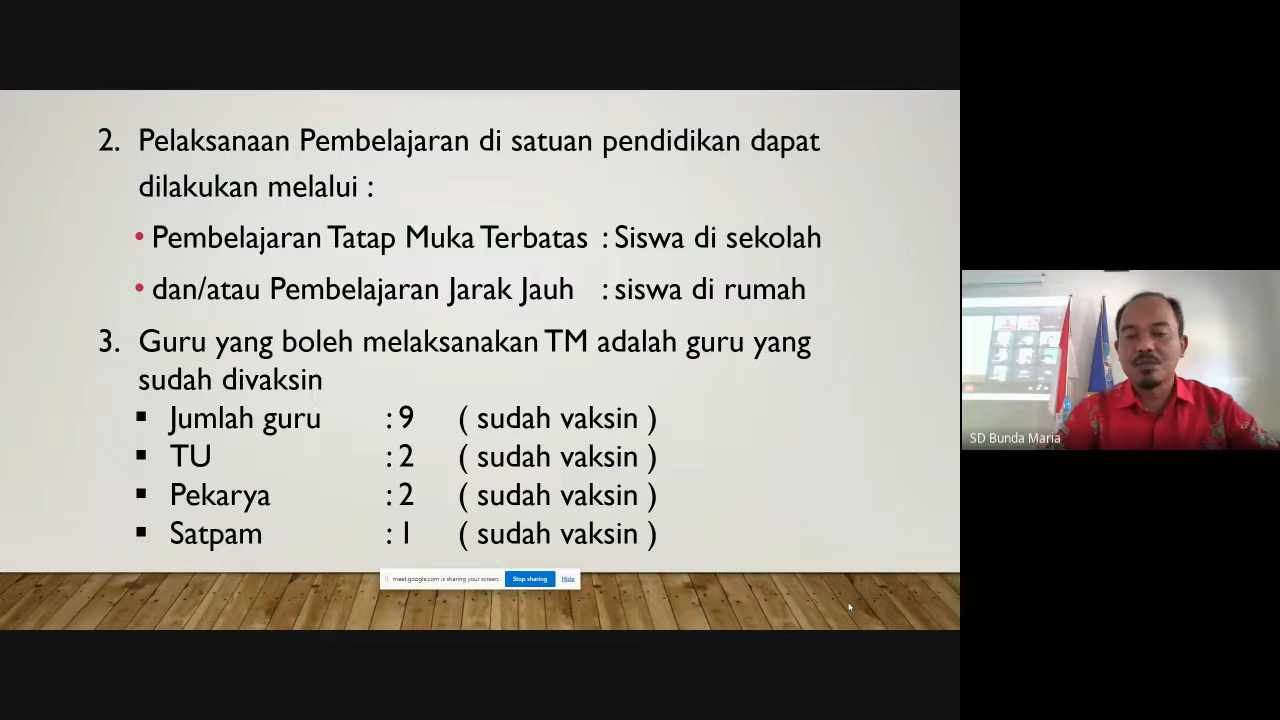 2. Pelaksanaan Pembelajaran di satuan pendidikan dapat
dilakukan melalui :
• Pembelajaran Tatap Muka Terbatas : Siswa di sekolah
• dan/atau Pembelajaran Jarak Jauh : siswa di rumah
3. Guru yang boleh melaksanakan TM adalah guru yang
sudah divaksin
▪ Jumlah guru : 9 ( sudah vaksin )
▪ TU : 2 ( sudah vaksin )
▪ Pekarya : 2 ( sudah vaksin )
▪ Satpam : 1 ( sudah vaksin )
meet.google.com is sharing your screen. Stop sharing Hide
SD Bunda Maria